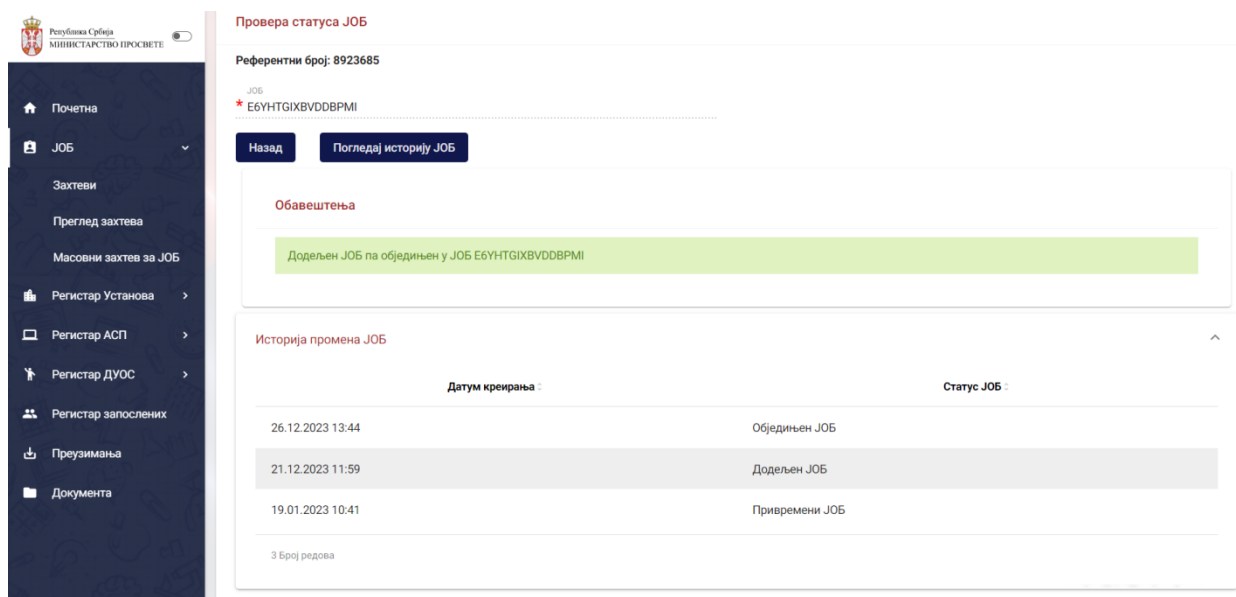 Република Србија
МИНИСТАРСТВО ПРОСВЕТЕ
Почетна
ЈОБ
Захтеви
Преглед захтева
Масовни захтев за ЈОБ
Регистар Установа
Регистар АСП
Регистар ДУОС
Регистар запослених
Преузимања
Документа
Провера статуса ЈОБ
Референтни број: 8923685
ЈОБ
* E6YHTGIXBVDDBPMI
Назад Погледај историју ЈОБ
Обавештења
Додељен ЈОБ па обједињен у ЈОБ E6YHTGIXBVDDBPMI
Историја промена ЈОБ
Датум креирања Статус ЈОБ
26.12.2023 13:44 Обједињен ЈОБ
21.12.2023 11:59 Додељен ЈОБ
19.01.2023 10:41 Привремени ЈОБ
3 Број редова